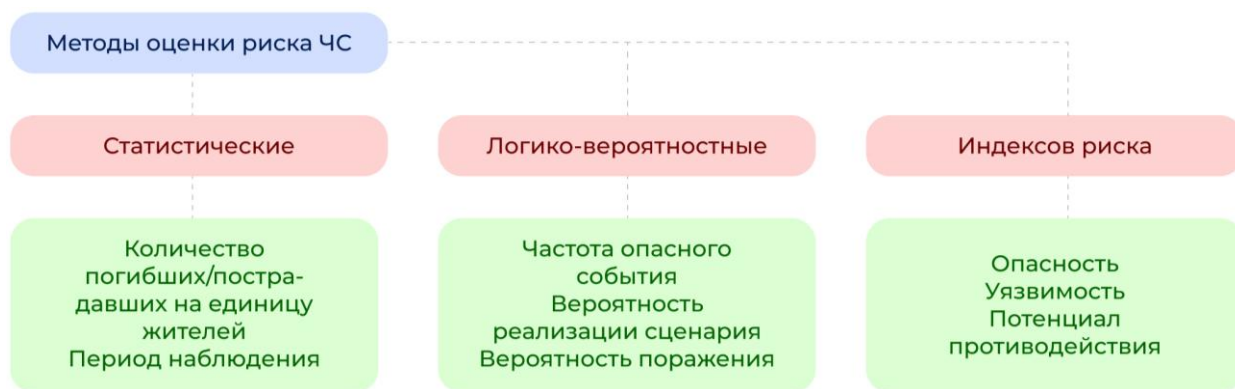 Методы оценки риска ЧС
Статистические
Логико-вероятностные
Индексов риска
Количество
погибших/постра-
давших на единицу
жителей
Период наблюдения
Частота опасного
события
Вероятность
реализации сценария
Вероятность поражения
Опасность
Уязвимость
Потенциал
противодействия